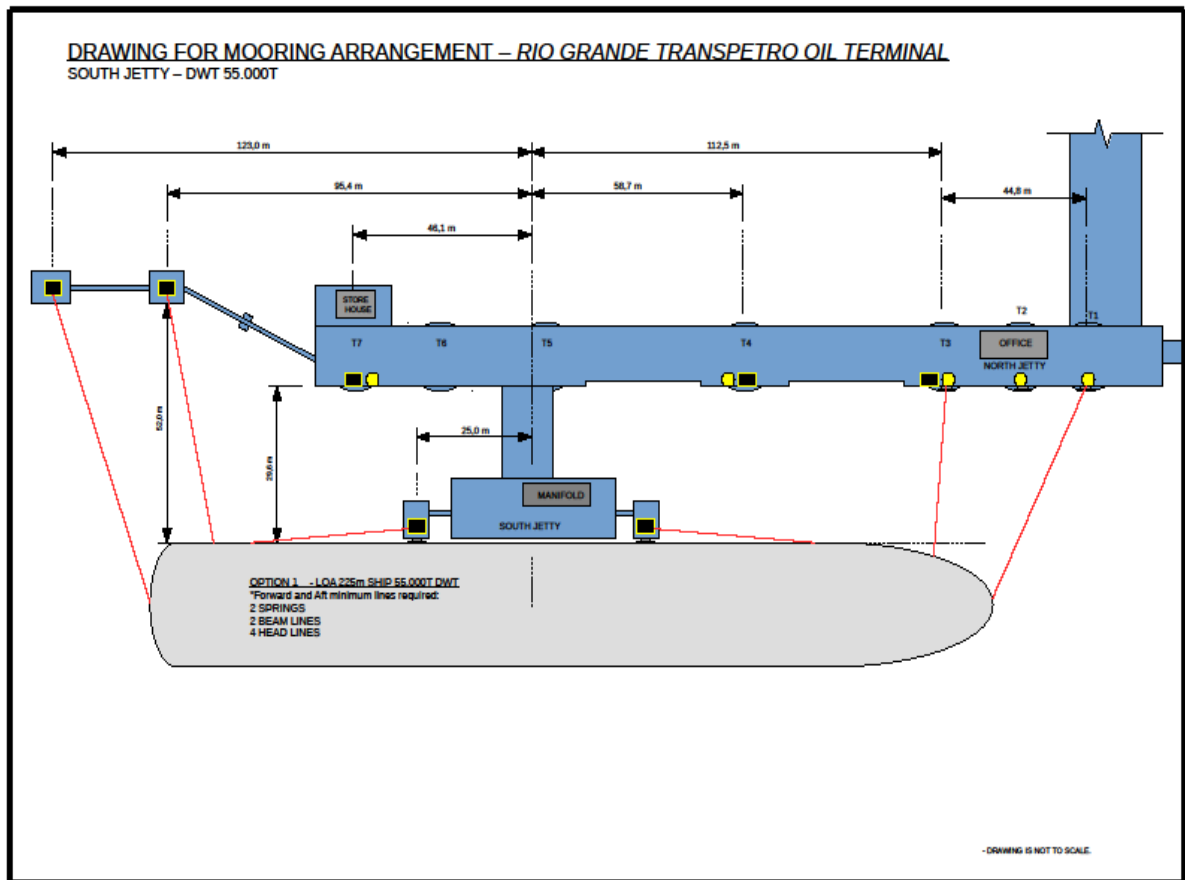 DRAWING FOR MOORING ARRANGEMENT – RIO GRANDE TRANSPETRO OIL TERMINAL
SOUTH JETTY – DWT 55.000T
123,0 m
112,5 m
95,4 m
58,7 m
44,8 m
46,1 m
STORE
HOUSE
T2
T1
T7
T6
T5
T4
T3
OFFICE
NORTH JETTY
52,0 m
29,6 m
25,0 m
MANIFOLD
SOUTH JETTY
OPTION 1 - LOA 225m SHIP 55.000T DWT
*Forward and Aft minimum lines required:
2 SPRINGS
2 BEAM LINES
4 HEAD LINES
- DRAWING IS NOT TO SCALE.